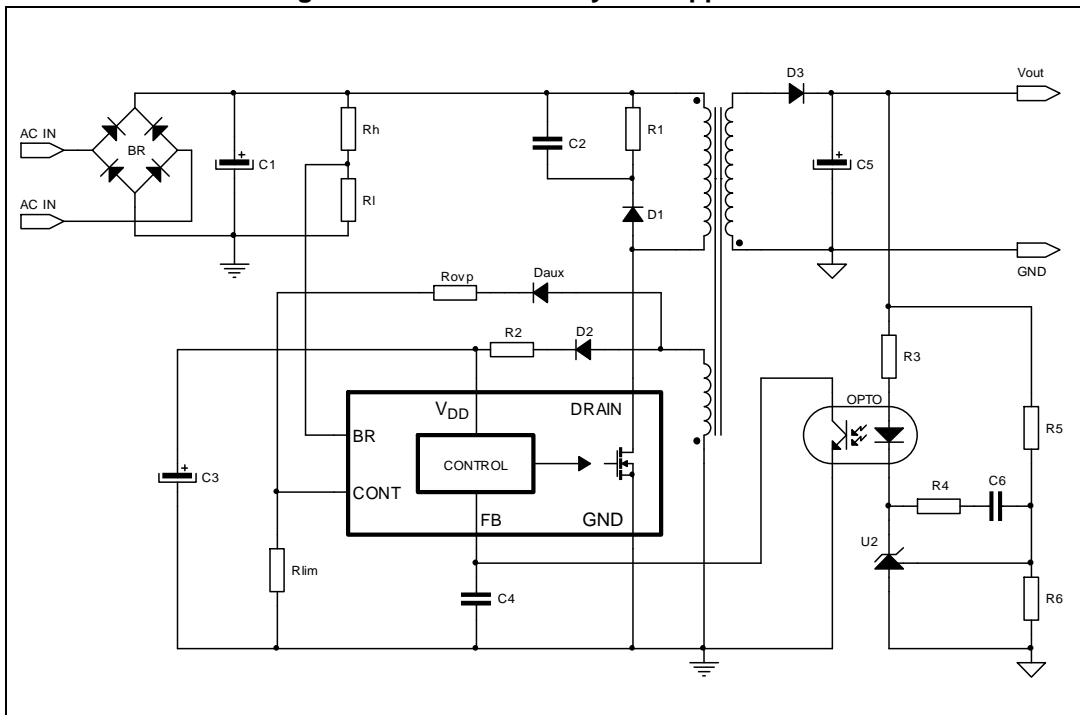 D3
Vout
AC IN
BR
C1
Rh
C2
R1
C5
AC IN
Rl
D1
GND
Rovp
Daux
R2
D2
R3
OPTO
VDD
DRAIN
BR
R5
CONTROL
C3
CONT
R4
C6
FB
GND
U2
Rlim
C4
R6